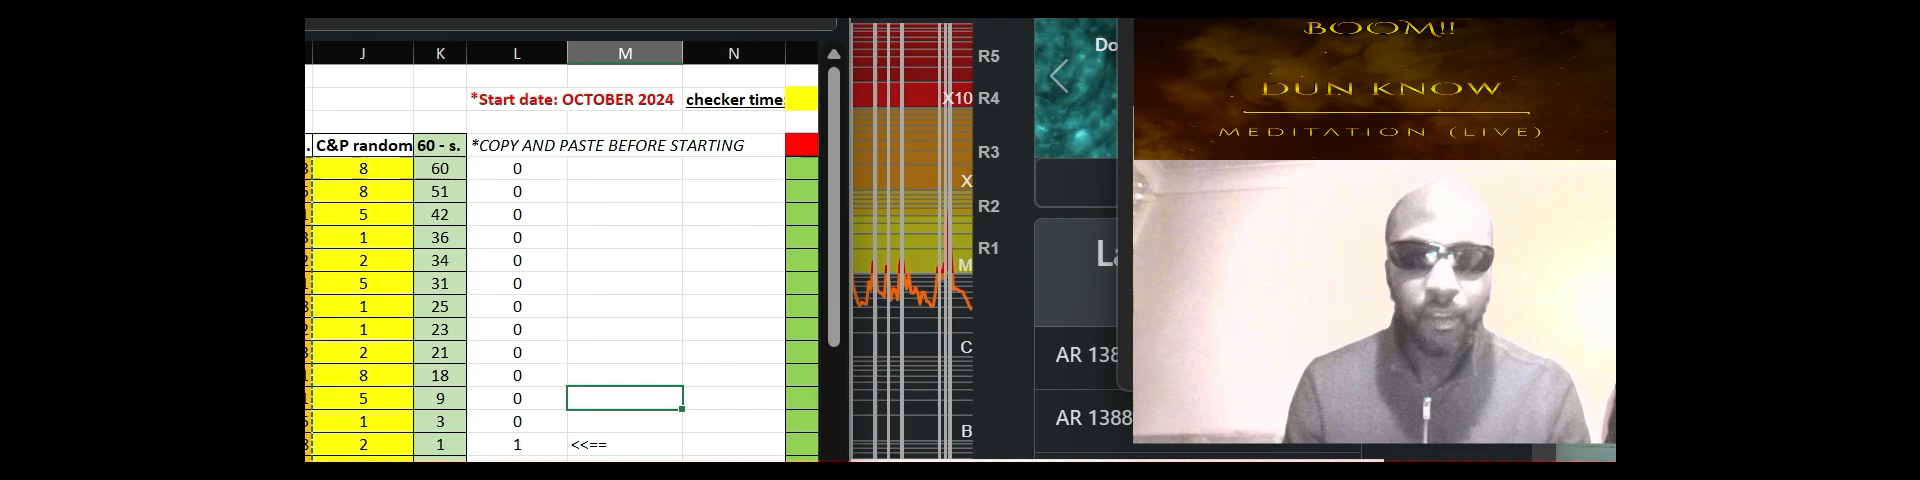 J K L M N
*Start date: OCTOBER 2024 checker time:
C&P random 60 - s. *COPY AND PASTE BEFORE STARTING
8 60 0
8 51 0
5 42 0
1 36 0
2 34 0
5 31 0
1 25 0
1 23 0
2 21 0
8 18 0
5 9 0
1 3 0
2 1 1 <<==
R5
X10 R4
R3
X
R2
R1
M
C
B
Do
AR 138
AR 1388
BOOM!!
DUN KNOW
MEDITATION (LIVE)